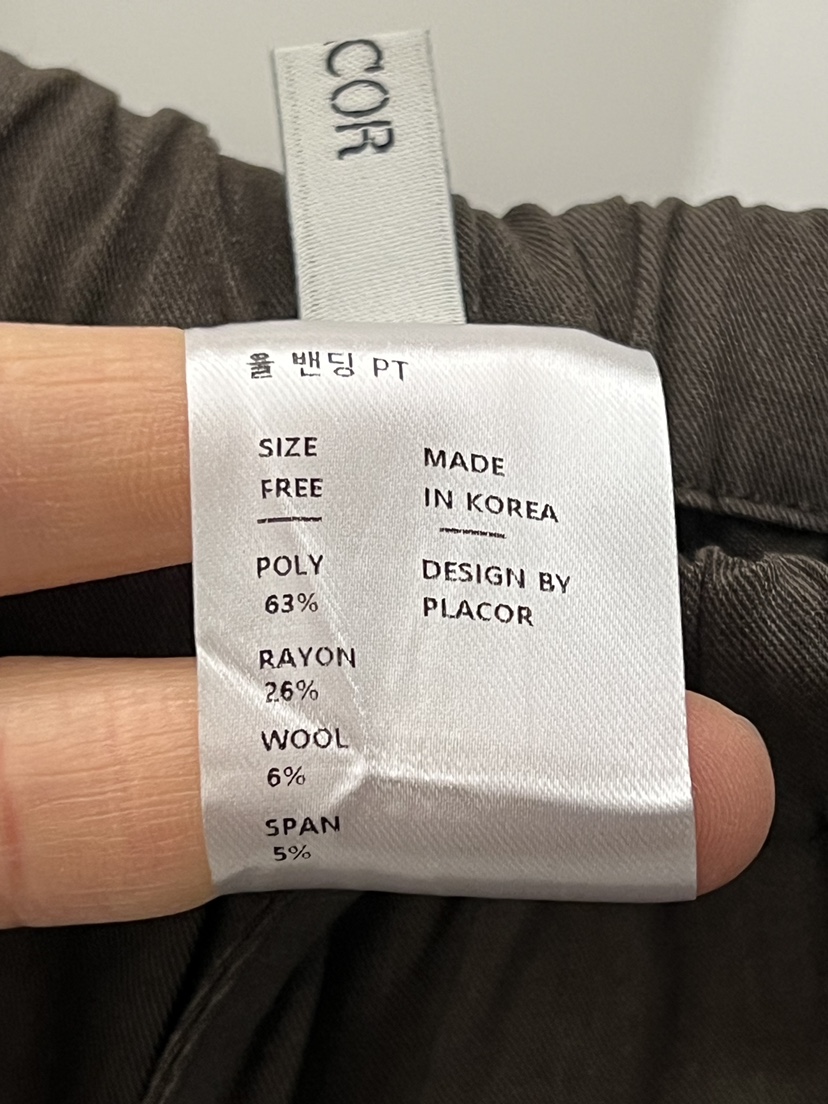 COR
울 밴딩 PT
SIZE
FREE
POLY
63%
RAYON
26%
WOOL
6%
SPAN
5%
MADE
IN KOREA
DESIGN BY
PLACOR